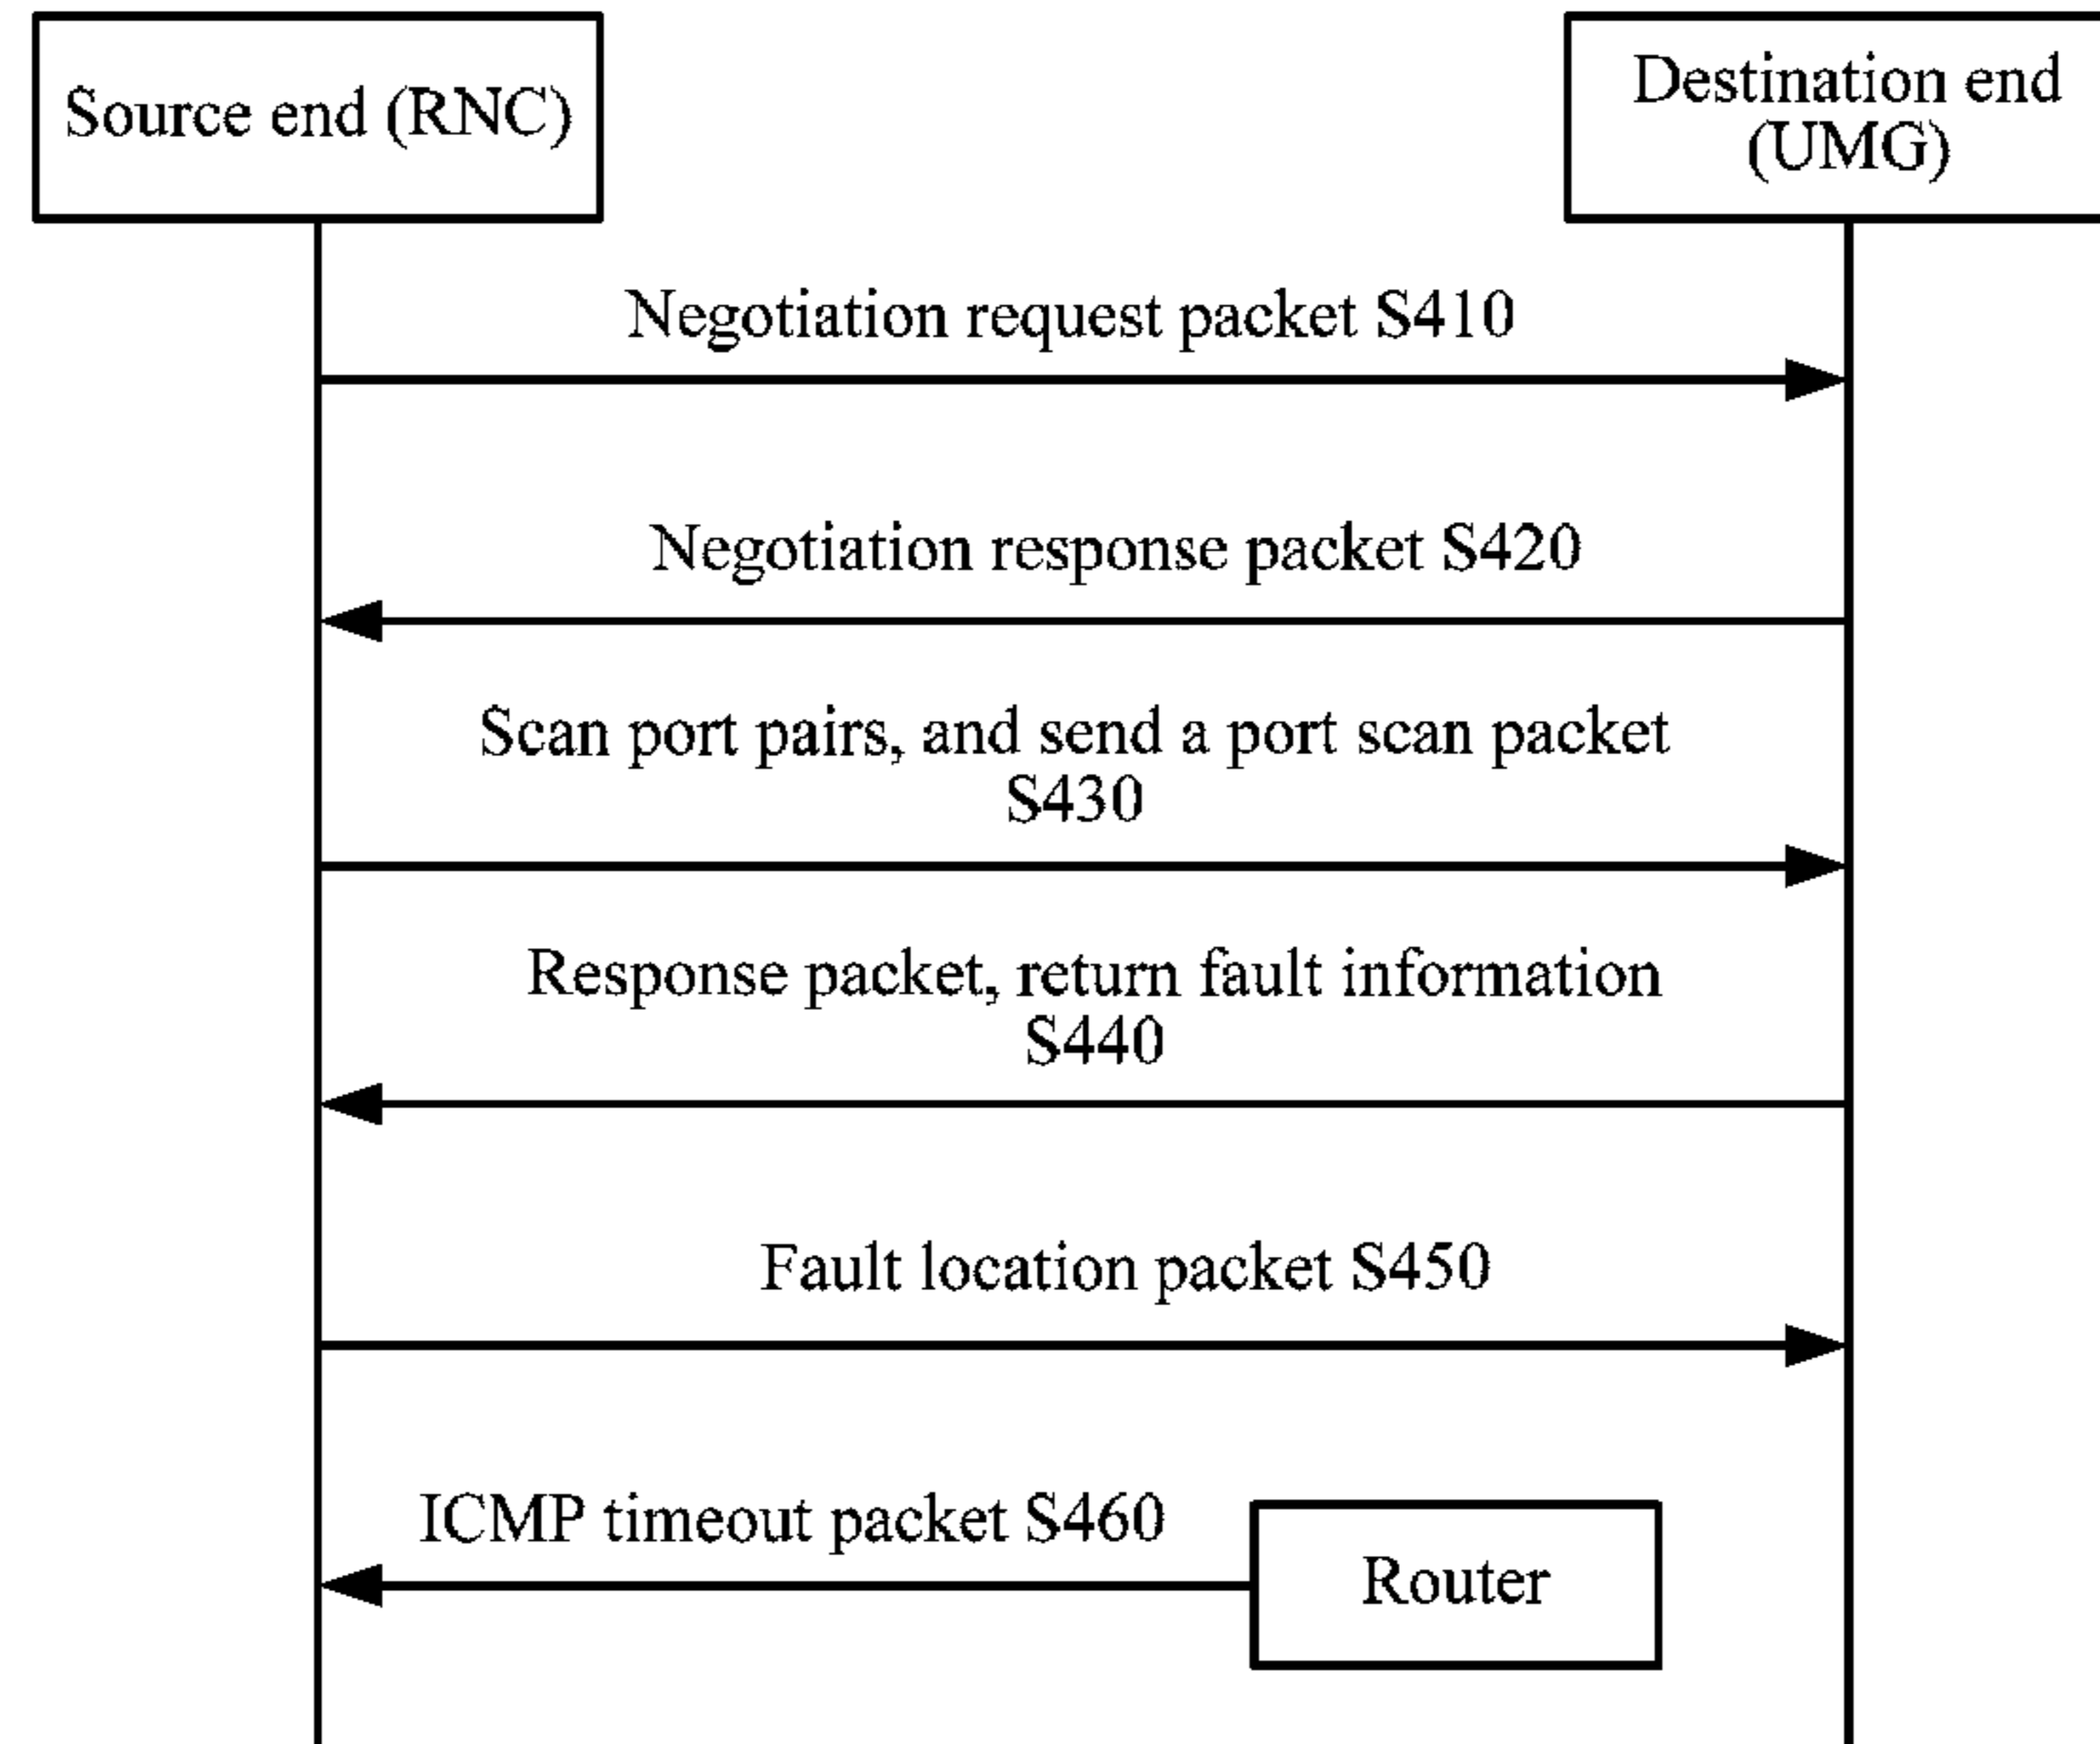 Source end (RNC)
Destination end
(UMG)
Negotiation request packet S410
Negotiation response packet S420
Scan port pairs, and send a port scan packet
S430
Response packet, return fault information
S440
Fault location packet S450
ICMP timeout packet S460
Router